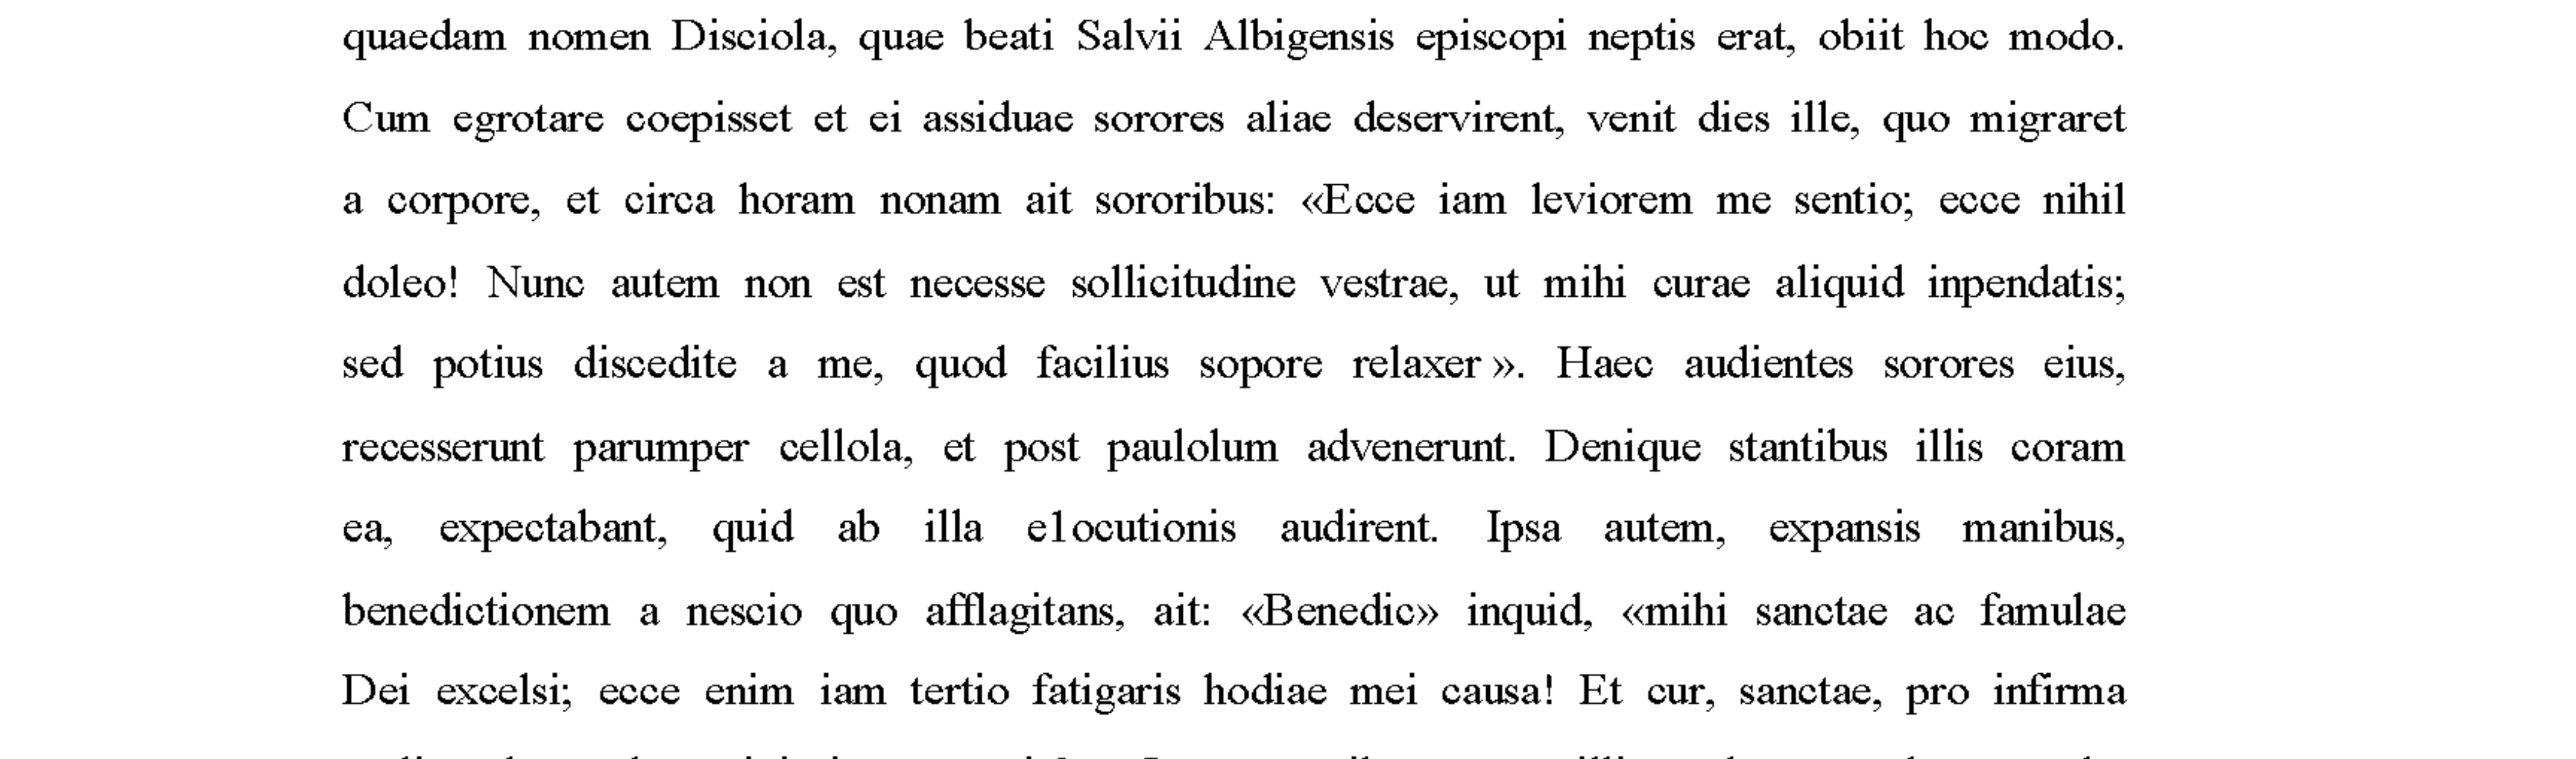 quaedam nomen Disciola, quae beati Salvii Albigensis episcopi neptis erat, obiit hoc modo.
Cum egrotare coepisset et ei assiduae sorores aliae deservirent, venit dies ille, quo migraret
a corpore, et circa horam nonam ait sororibus: «Ecce iam leviorem me sentio; ecce nihil
doleo! Nunc autem non est necesse sollicitudine vestrae, ut mihi curae aliquid inpendatis;
sed potius discedite a me, quod facilius sopore relaxer ». Haec audientes sorores eius,
recesserunt parumper cellola, et post paulolum advenerunt. Denique stantibus illis coram
ea, expectabant, quid ab illa e1ocutionis audirent. Ipsa autem, expansis manibus,
benedictionem a nescio quo afflagitans, ait: «Benedic» inquid, «mihi sanctae ac famulae
Dei excelsi; ecce enim iam tertio fatigaris hodiae mei causa! Et cur, sanctae, pro infirma